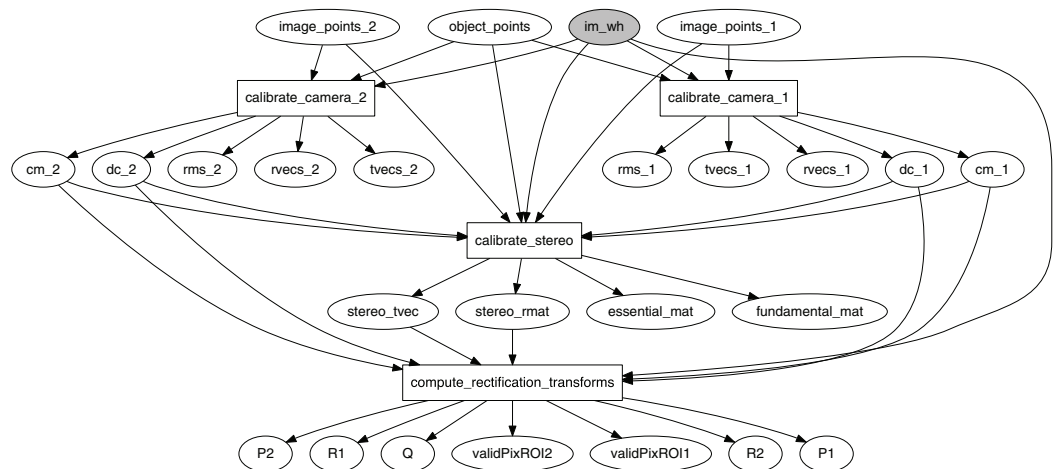 image_points_2
object_points
im_wh
image_points_1
calibrate_camera_2
calibrate_camera_1
cm_2
dc_2
rms_2
rvecs_2
tvecs_2
rms_1
tvecs_1
rvecs_1
dc_1
cm_1
calibrate_stereo
stereo_tvec
stereo_rmat
essential_mat
fundamental_mat
compute_rectification_transforms
P2
R1
Q
validPixROI2
validPixROI1
R2
P1